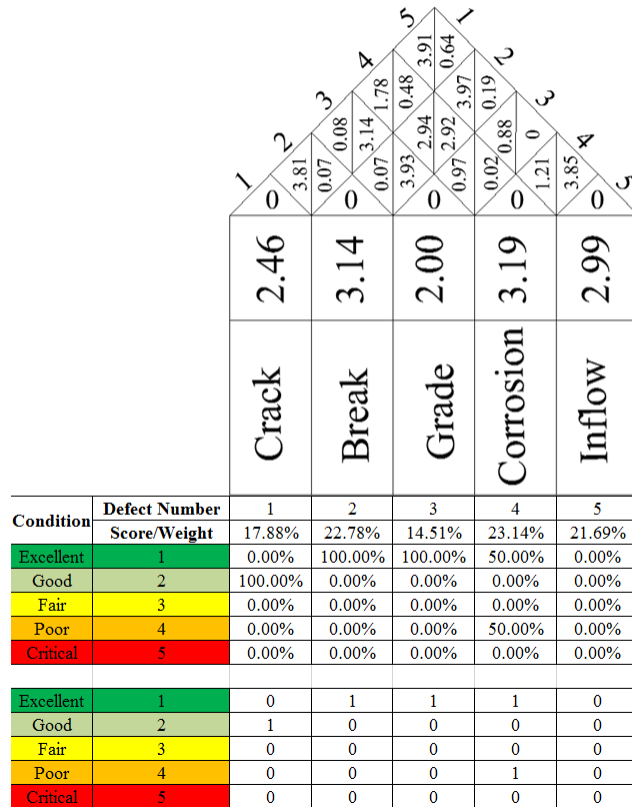 5 1
3.91 0.64
4 2
1.78 0.48 3.97 0.19
3 3
0.08 3.14 2.94 2.92 0.88 0
2 4
3.81 0.07 0.07 3.93 0.97 0.02 1.21 3.85
1 5
0 0 0 0 0
2.46 3.14 2.00 3.19 2.99
Crack Break Grade Corrosion Inflow
Condition Defect Number 1 2 3 4 5
Score/Weight 17.88% 22.78% 14.51% 23.14% 21.69%
Excellent 1 0.00% 100.00% 100.00% 50.00% 0.00%
Good 2 100.00% 0.00% 0.00% 0.00% 0.00%
Fair 3 0.00% 0.00% 0.00% 0.00% 0.00%
Poor 4 0.00% 0.00% 0.00% 50.00% 0.00%
Critical 5 0.00% 0.00% 0.00% 0.00% 0.00%
Excellent 1 0 1 1 1 0
Good 2 1 0 0 0 0
Fair 3 0 0 0 0 0
Poor 4 0 0 0 1 0
Critical 5 0 0 0 0 0